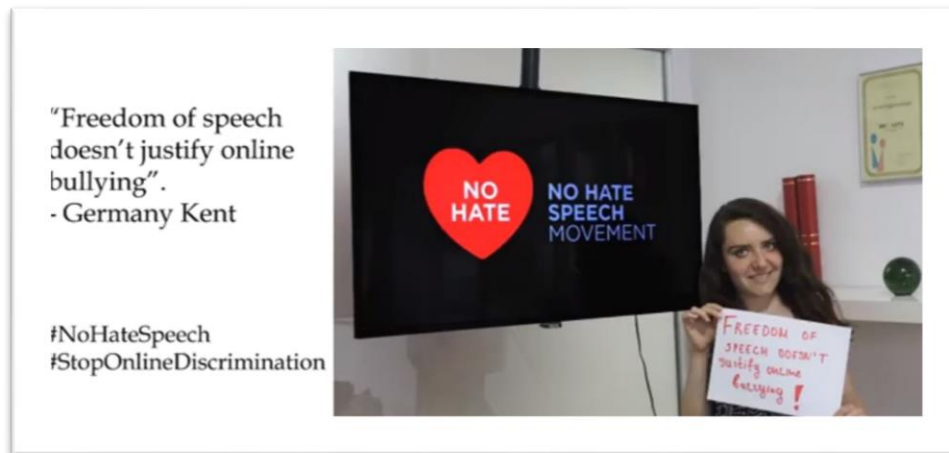 “Freedom of speech
doesn’t justify online
bullying”.
- Germany Kent
#NoHateSpeech
#StopOnlineDiscrimination
NO
HATE
NO HATE
SPEECH
MOVEMENT
FREEDOM OF
SPEECH DOESN'T
justify online
bullying!